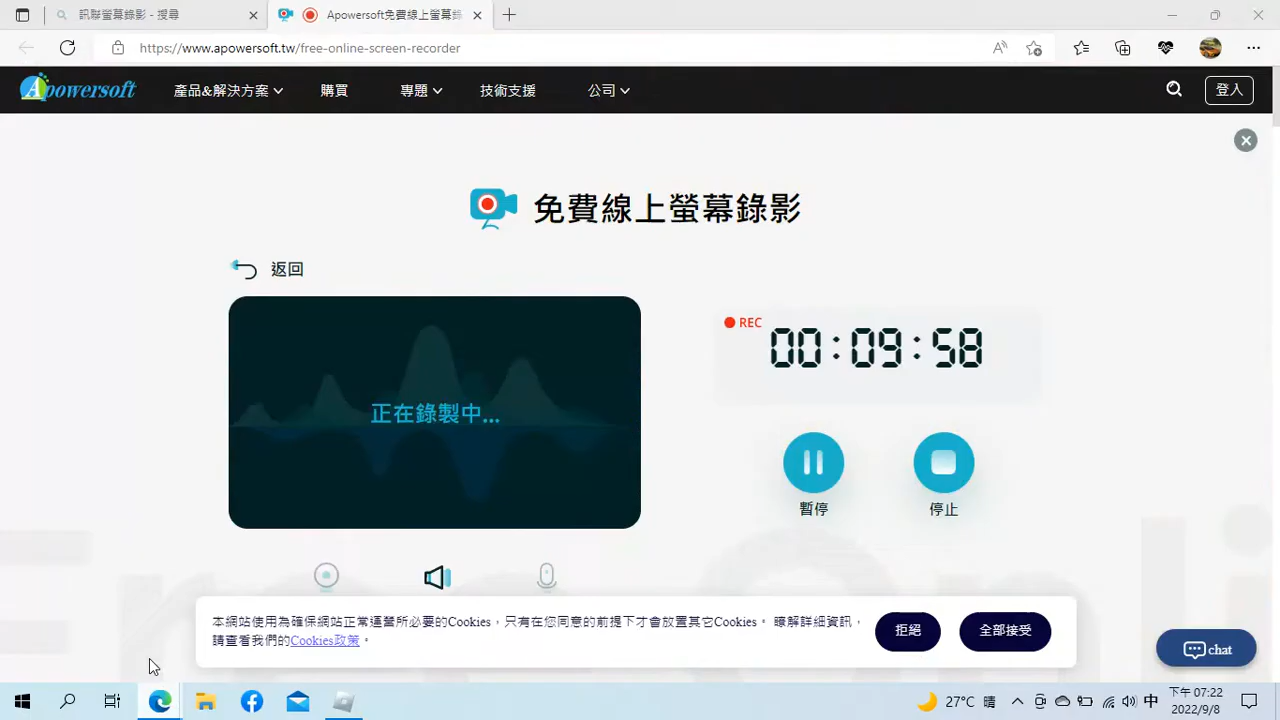 訊聯螢幕錄影 - 搜尋
Apowersoft免費線上螢幕錄
https://www.apowersoft.tw/free-online-screen-recorder
Apowersoft
產品&解決方案
購買
專題
技術支援
公司
登入
免費線上螢幕錄影
返回
正在錄製中...
REC
00:09:58
暫停
停止
本網站使用為確保網站正常運營所必要的Cookies，只有在您同意的前提下才會放置其它Cookies。瞭解詳細資訊，
請查看我們的Cookies政策。
拒絕
全部接受
chat
27°C 晴
中
下午 07:22
2022/9/8